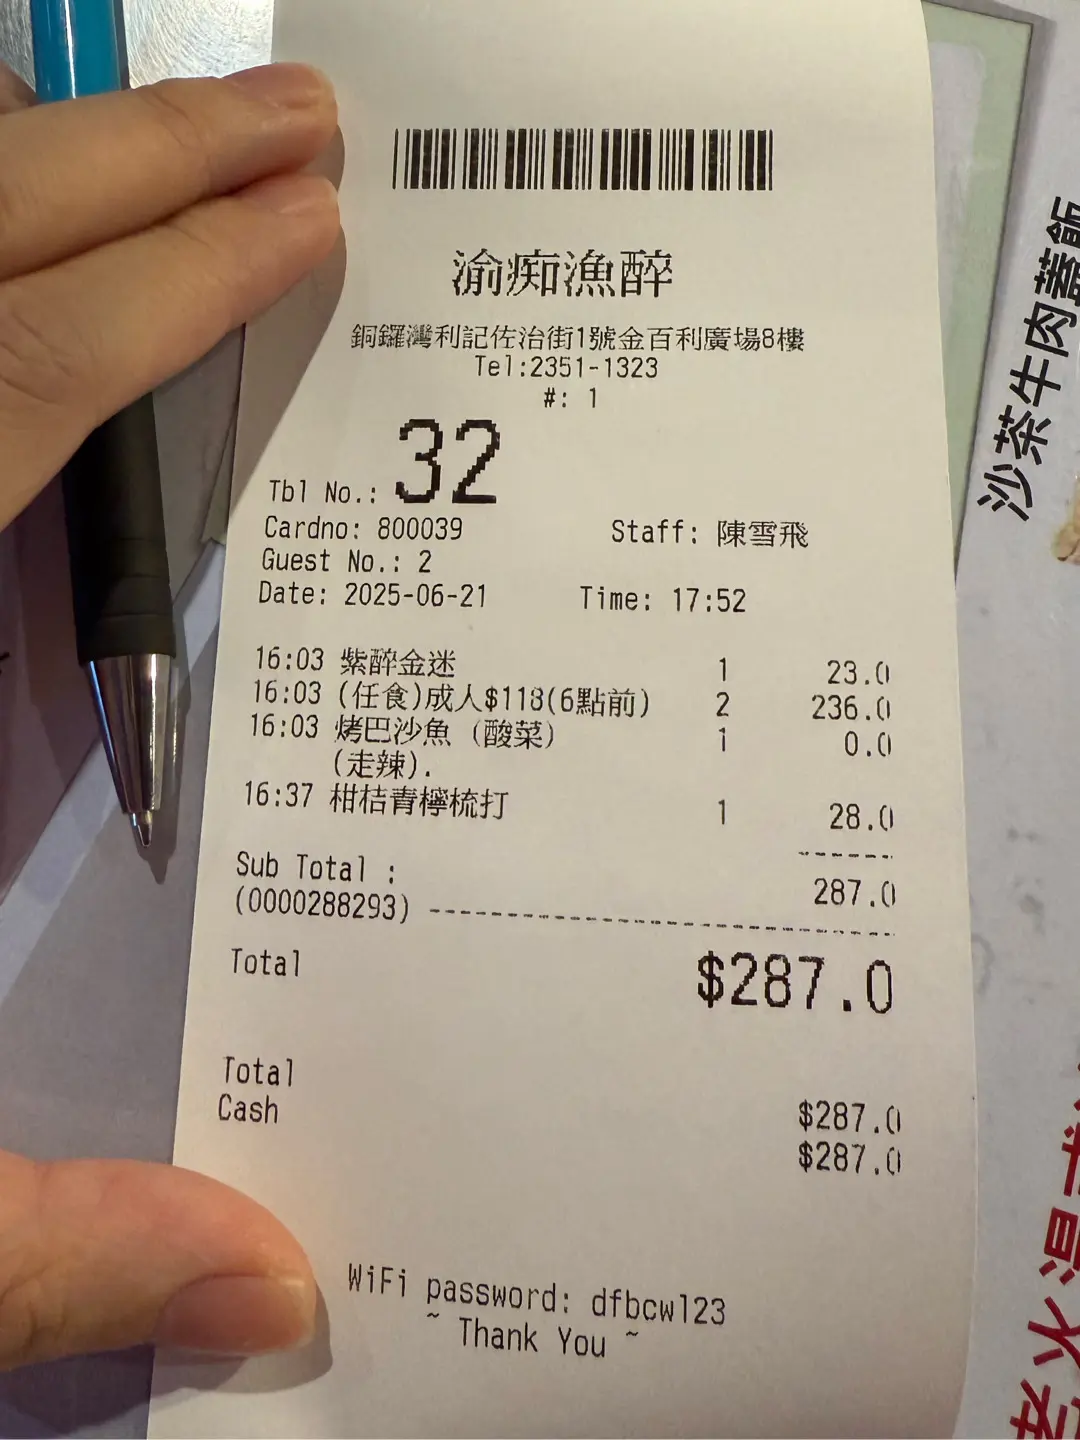 渝痴漁醉
銅鑼灣利記佐治街1號金百利廣場8樓
Tel:2351-1323
#: 1
Tbl No.: 32
Cardno: 800039 Staff: 陳雪飛
Guest No.: 2
Date: 2025-06-21 Time: 17:52
16:03 紫醉金迷 1 23.0
16:03 (任食)成人$118(6點前) 2 236.0
16:03 烤巴沙魚 (酸菜) 1 0.0
(走辣).
16:37 柑桔青檸梳打 1 28.0
Sub Total : 287.0
(0000288293)
Total $287.0
Total $287.0
Cash $287.0
WiFi password: dfbcw123
~ Thank You ~
沙茶牛肉蓋飯
老火湯